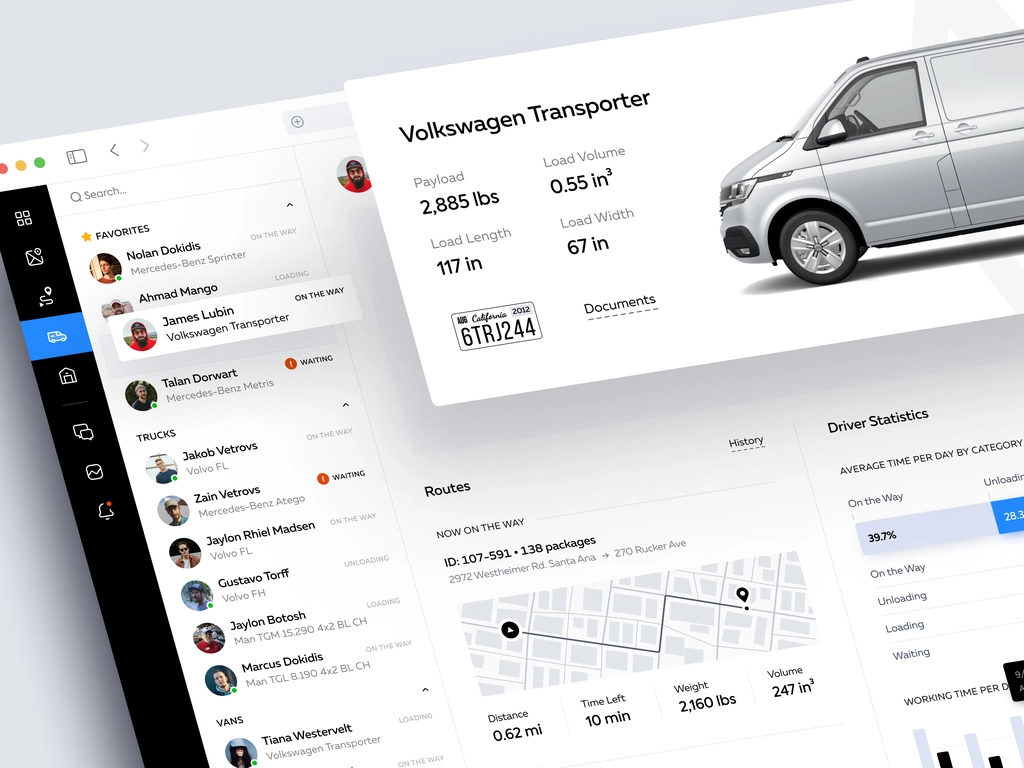 Volkswagen Transporter
Payload
2,885 lbs
Load Volume
0.55 in³
Load Length
117 in
Load Width
67 in
AUG California 2012
6TRJ244
Documents
Search...
FAVORITES
Nolan Dokidis
ON THE WAY
Mercedes-Benz Sprinter
Ahmad Mango
LOADING
James Lubin
ON THE WAY
Volkswagen Transporter
Talan Dorwart
! WAITING
Mercedes-Benz Metris
TRUCKS
Jakob Vetrovs
ON THE WAY
Volvo FL
Zain Vetrovs
! WAITING
Mercedes-Benz Atego
Jaylon Rhiel Madsen
ON THE WAY
Volvo FL
Gustavo Torff
UNLOADING
Volvo FH
Jaylon Botosh
LOADING
Man TGM 15.290 4x2 BL CH
Marcus Dokidis
ON THE WAY
Man TGL 8.190 4x2 BL CH
VANS
Tiana Westervelt
LOADING
Volkswagen Transporter
ON THE WAY
Routes
History
NOW ON THE WAY
ID: 107-591 • 138 packages
2972 Westheimer Rd. Santa Ana → 270 Rucker Ave
Distance
0.62 mi
Time Left
10 min
Weight
2,160 lbs
Volume
247 in³
Driver Statistics
AVERAGE TIME PER DAY BY CATEGORY
On the Way
Unloadin
39.7%
28.3
On the Way
Unloading
Loading
Waiting
WORKING TIME PER D
9/